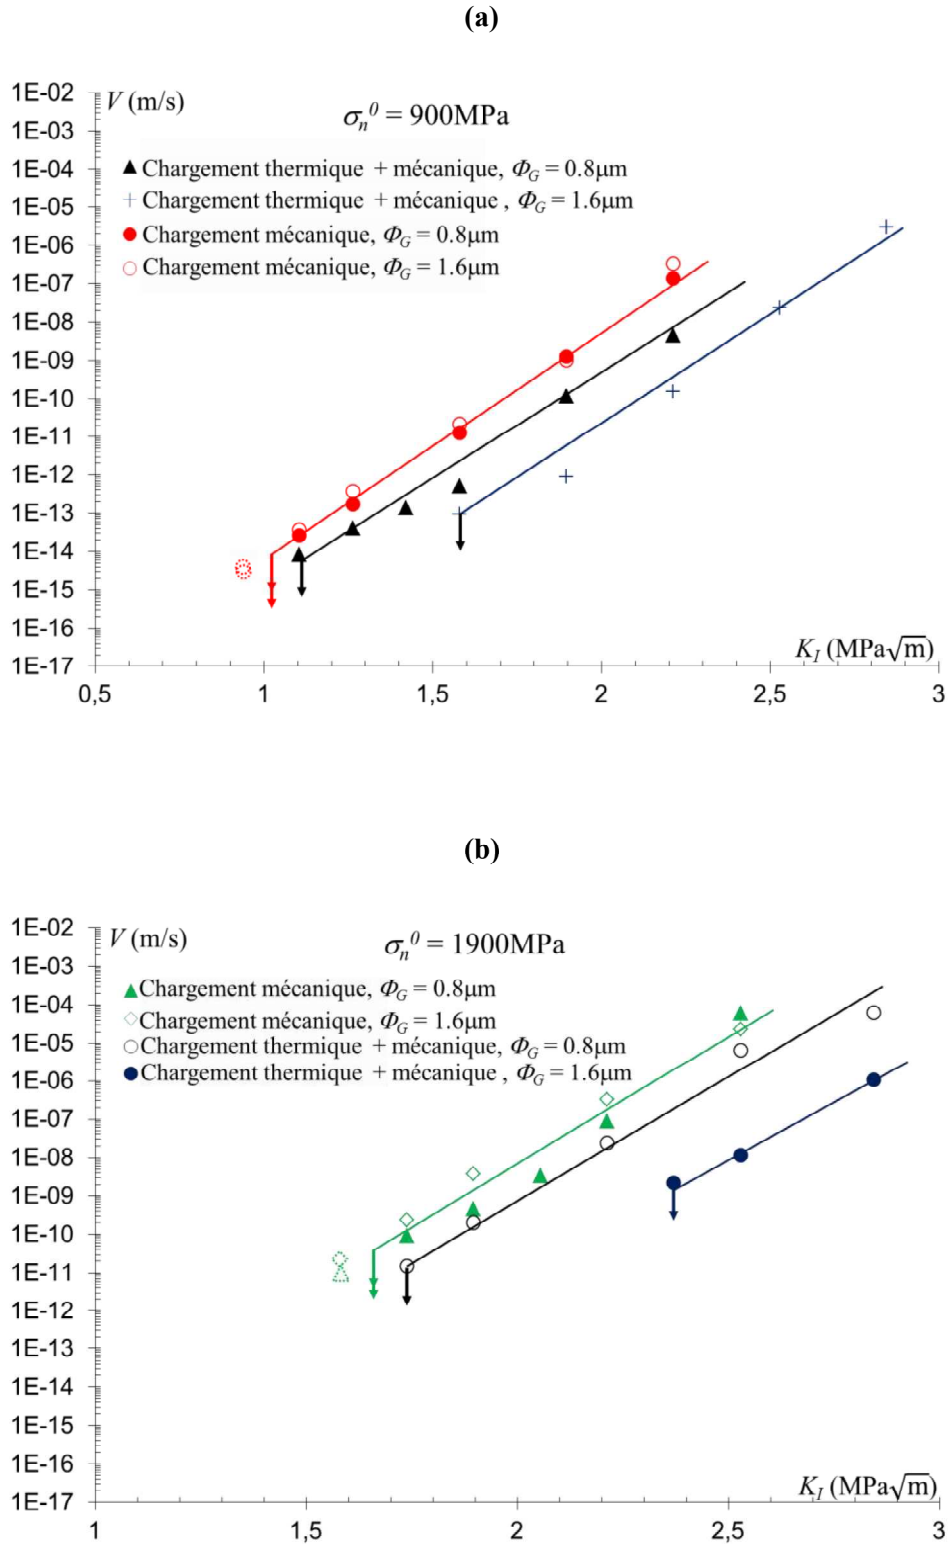 (a)
1E-02
V (m/s)
σn⁰ = 900MPa
1E-03
1E-04
Chargement thermique + mécanique, ΦG = 0.8µm
1E-05
Chargement thermique + mécanique , ΦG = 1.6µm
1E-06
Chargement mécanique, ΦG = 0.8µm
Chargement mécanique, ΦG = 1.6µm
1E-07
1E-08
1E-09
1E-10
1E-11
1E-12
1E-13
1E-14
1E-15
1E-16
1E-17
KI (MPa√m)
0,5 1 1,5 2 2,5 3
(b)
1E-02
V (m/s)
σn⁰ = 1900MPa
1E-03
Chargement mécanique, ΦG = 0.8µm
1E-04
Chargement mécanique, ΦG = 1.6µm
1E-05
Chargement thermique + mécanique, ΦG = 0.8µm
Chargement thermique + mécanique , ΦG = 1.6µm
1E-06
1E-07
1E-08
1E-09
1E-10
1E-11
1E-12
1E-13
1E-14
1E-15
1E-16
1E-17
KI (MPa√m)
1 1,5 2 2,5 3